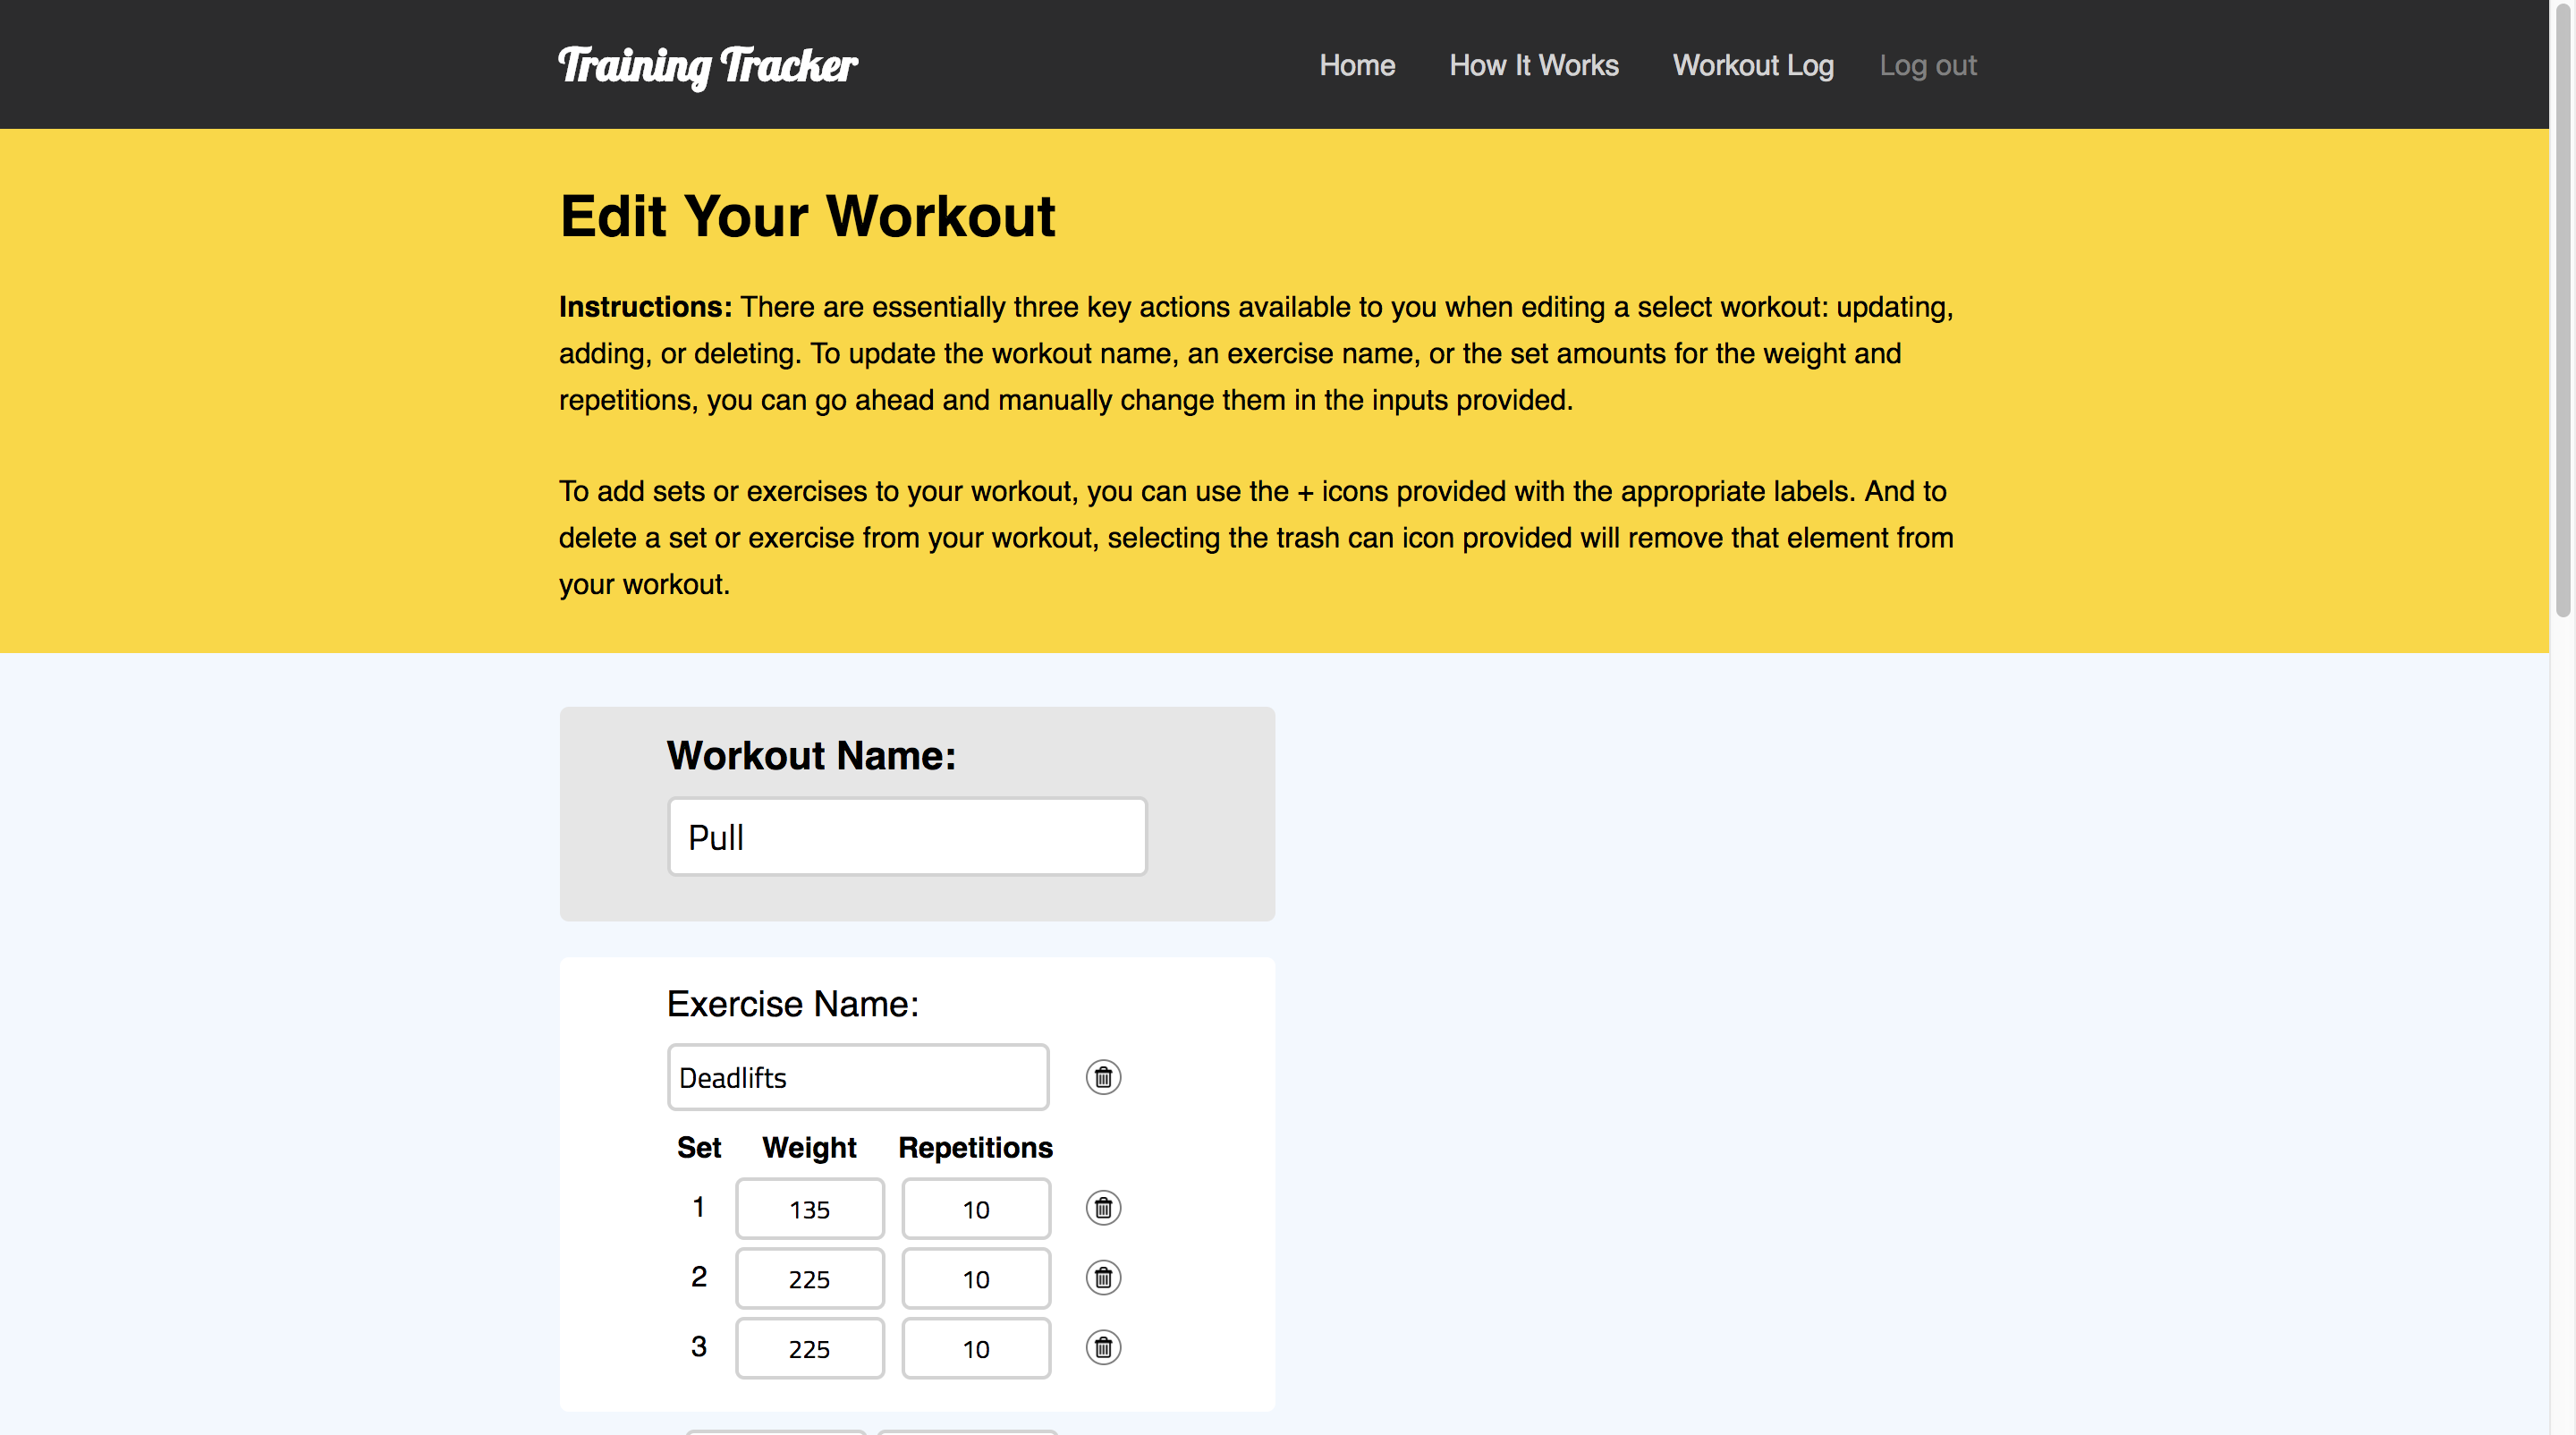 Training Tracker
Home How It Works Workout Log Log out
Edit Your Workout
Instructions: There are essentially three key actions available to you when editing a select workout: updating,
adding, or deleting. To update the workout name, an exercise name, or the set amounts for the weight and
repetitions, you can go ahead and manually change them in the inputs provided.
To add sets or exercises to your workout, you can use the + icons provided with the appropriate labels. And to
delete a set or exercise from your workout, selecting the trash can icon provided will remove that element from
your workout.
Workout Name:
Pull
Exercise Name:
Deadlifts
Set Weight Repetitions
1 135 10
2 225 10
3 225 10